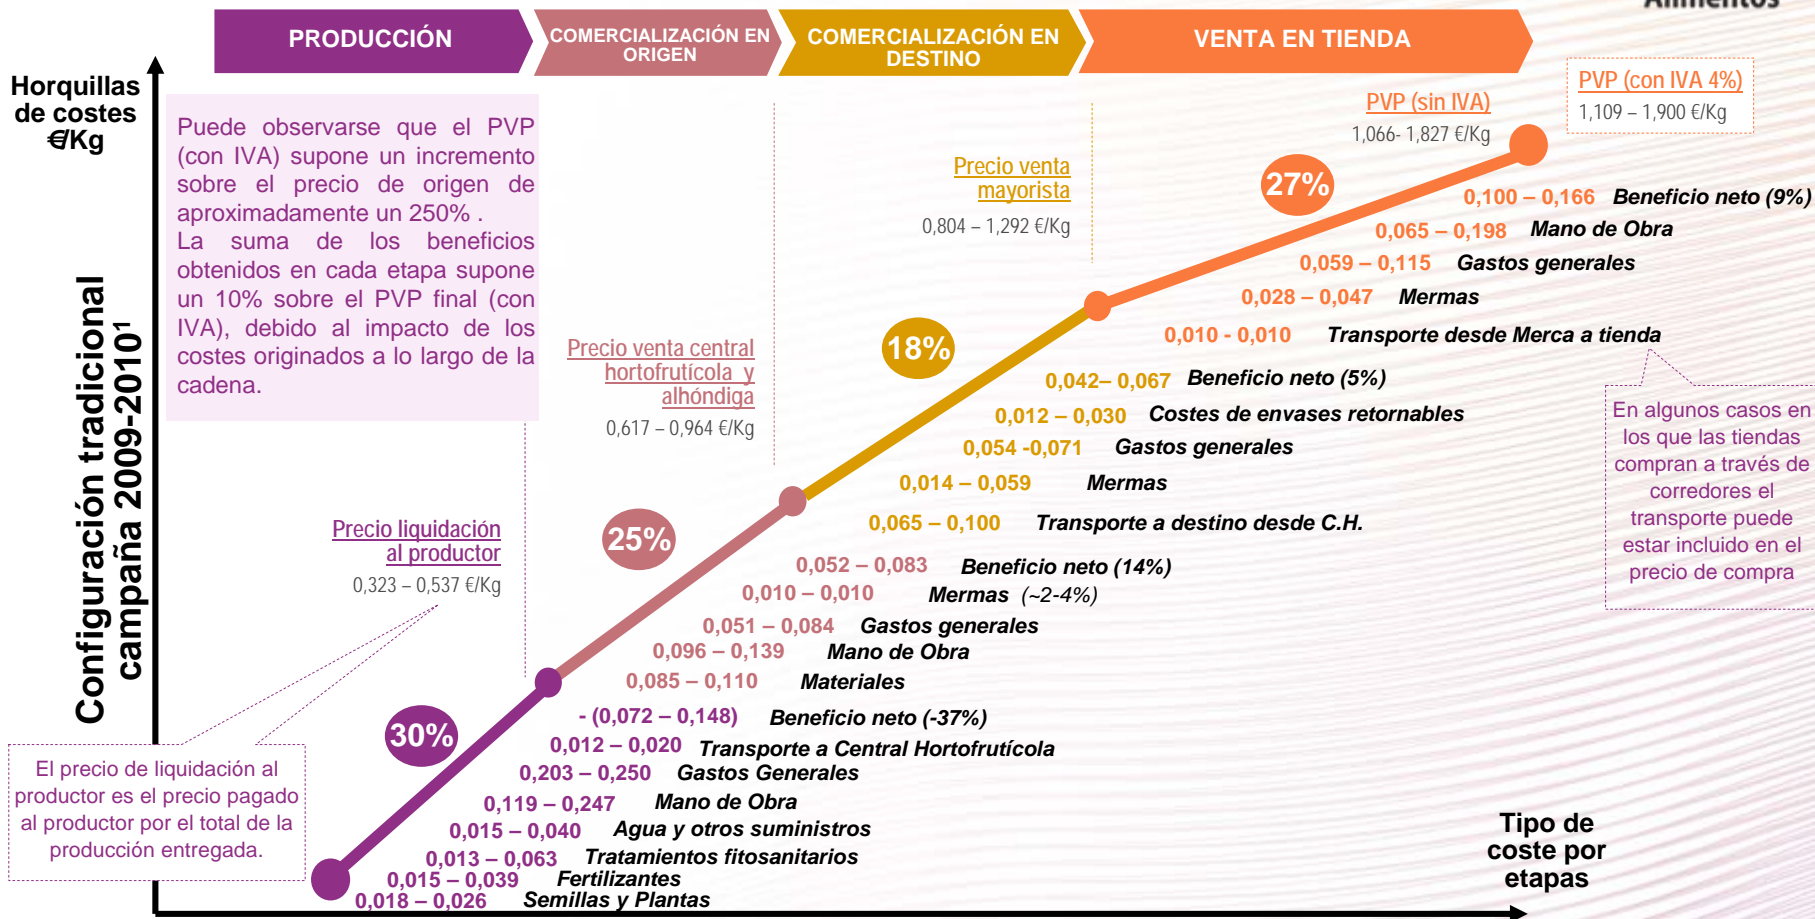 Alimentos
PRODUCCIÓN
COMERCIALIZACIÓN EN
ORIGEN
COMERCIALIZACIÓN EN
DESTINO
VENTA EN TIENDA
Horquillas
de costes
€/Kg
Puede observarse que el PVP
(con IVA) supone un incremento
sobre el precio de origen de
aproximadamente un 250% .
La suma de los beneficios
obtenidos en cada etapa supone
un 10% sobre el PVP final (con
IVA), debido al impacto de los
costes originados a lo largo de la
cadena.
PVP (con IVA 4%)
1,109 – 1,900 €/Kg
PVP (sin IVA)
1,066- 1,827 €/Kg
Precio venta
mayorista
0,804 – 1,292 €/Kg
Precio venta central
hortofrutícola y
alhóndiga
0,617 – 0,964 €/Kg
Precio liquidación
al productor
0,323 – 0,537 €/Kg
Configuración tradicional
campaña 2009-2010¹
27%
0,100 – 0,166 Beneficio neto (9%)
0,065 – 0,198 Mano de Obra
0,059 – 0,115 Gastos generales
0,028 – 0,047 Mermas
0,010 - 0,010 Transporte desde Merca a tienda
18%
0,042– 0,067 Beneficio neto (5%)
0,012 – 0,030 Costes de envases retornables
0,054 -0,071 Gastos generales
0,014 – 0,059 Mermas
0,065 – 0,100 Transporte a destino desde C.H.
25%
0,052 – 0,083 Beneficio neto (14%)
0,010 – 0,010 Mermas (~2-4%)
0,051 – 0,084 Gastos generales
0,096 – 0,139 Mano de Obra
0,085 – 0,110 Materiales
30%
- (0,072 – 0,148) Beneficio neto (-37%)
0,012 – 0,020 Transporte a Central Hortofrutícola
0,203 – 0,250 Gastos Generales
0,119 – 0,247 Mano de Obra
0,015 – 0,040 Agua y otros suministros
0,013 – 0,063 Tratamientos fitosanitarios
0,015 – 0,039 Fertilizantes
0,018 – 0,026 Semillas y Plantas
En algunos casos en
los que las tiendas
compran a través de
corredores el
transporte puede
estar incluido en el
precio de compra
El precio de liquidación al
productor es el precio pagado
al productor por el total de la
producción entregada.
Tipo de
coste por
etapas